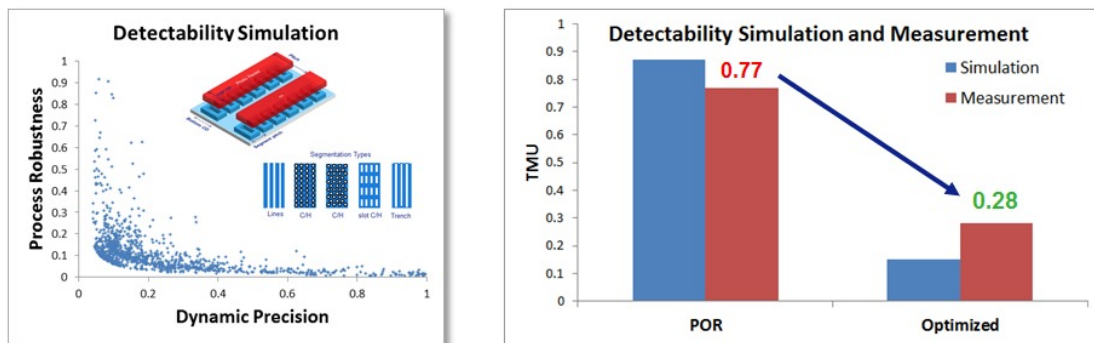 Detectability Simulation
Process Robustness
1
0.9
0.8
0.7
0.6
0.5
0.4
0.3
0.2
0.1
0
0
0.2
0.4
0.6
0.8
1
Dynamic Precision
Segmentation Types
Lines
C/H
C/H
slot C/H
Trench
Detectability Simulation and Measurement
TMU
1
0.9
0.8
0.7
0.6
0.5
0.4
0.3
0.2
0.1
0
0.77
0.28
Simulation
Measurement
POR
Optimized